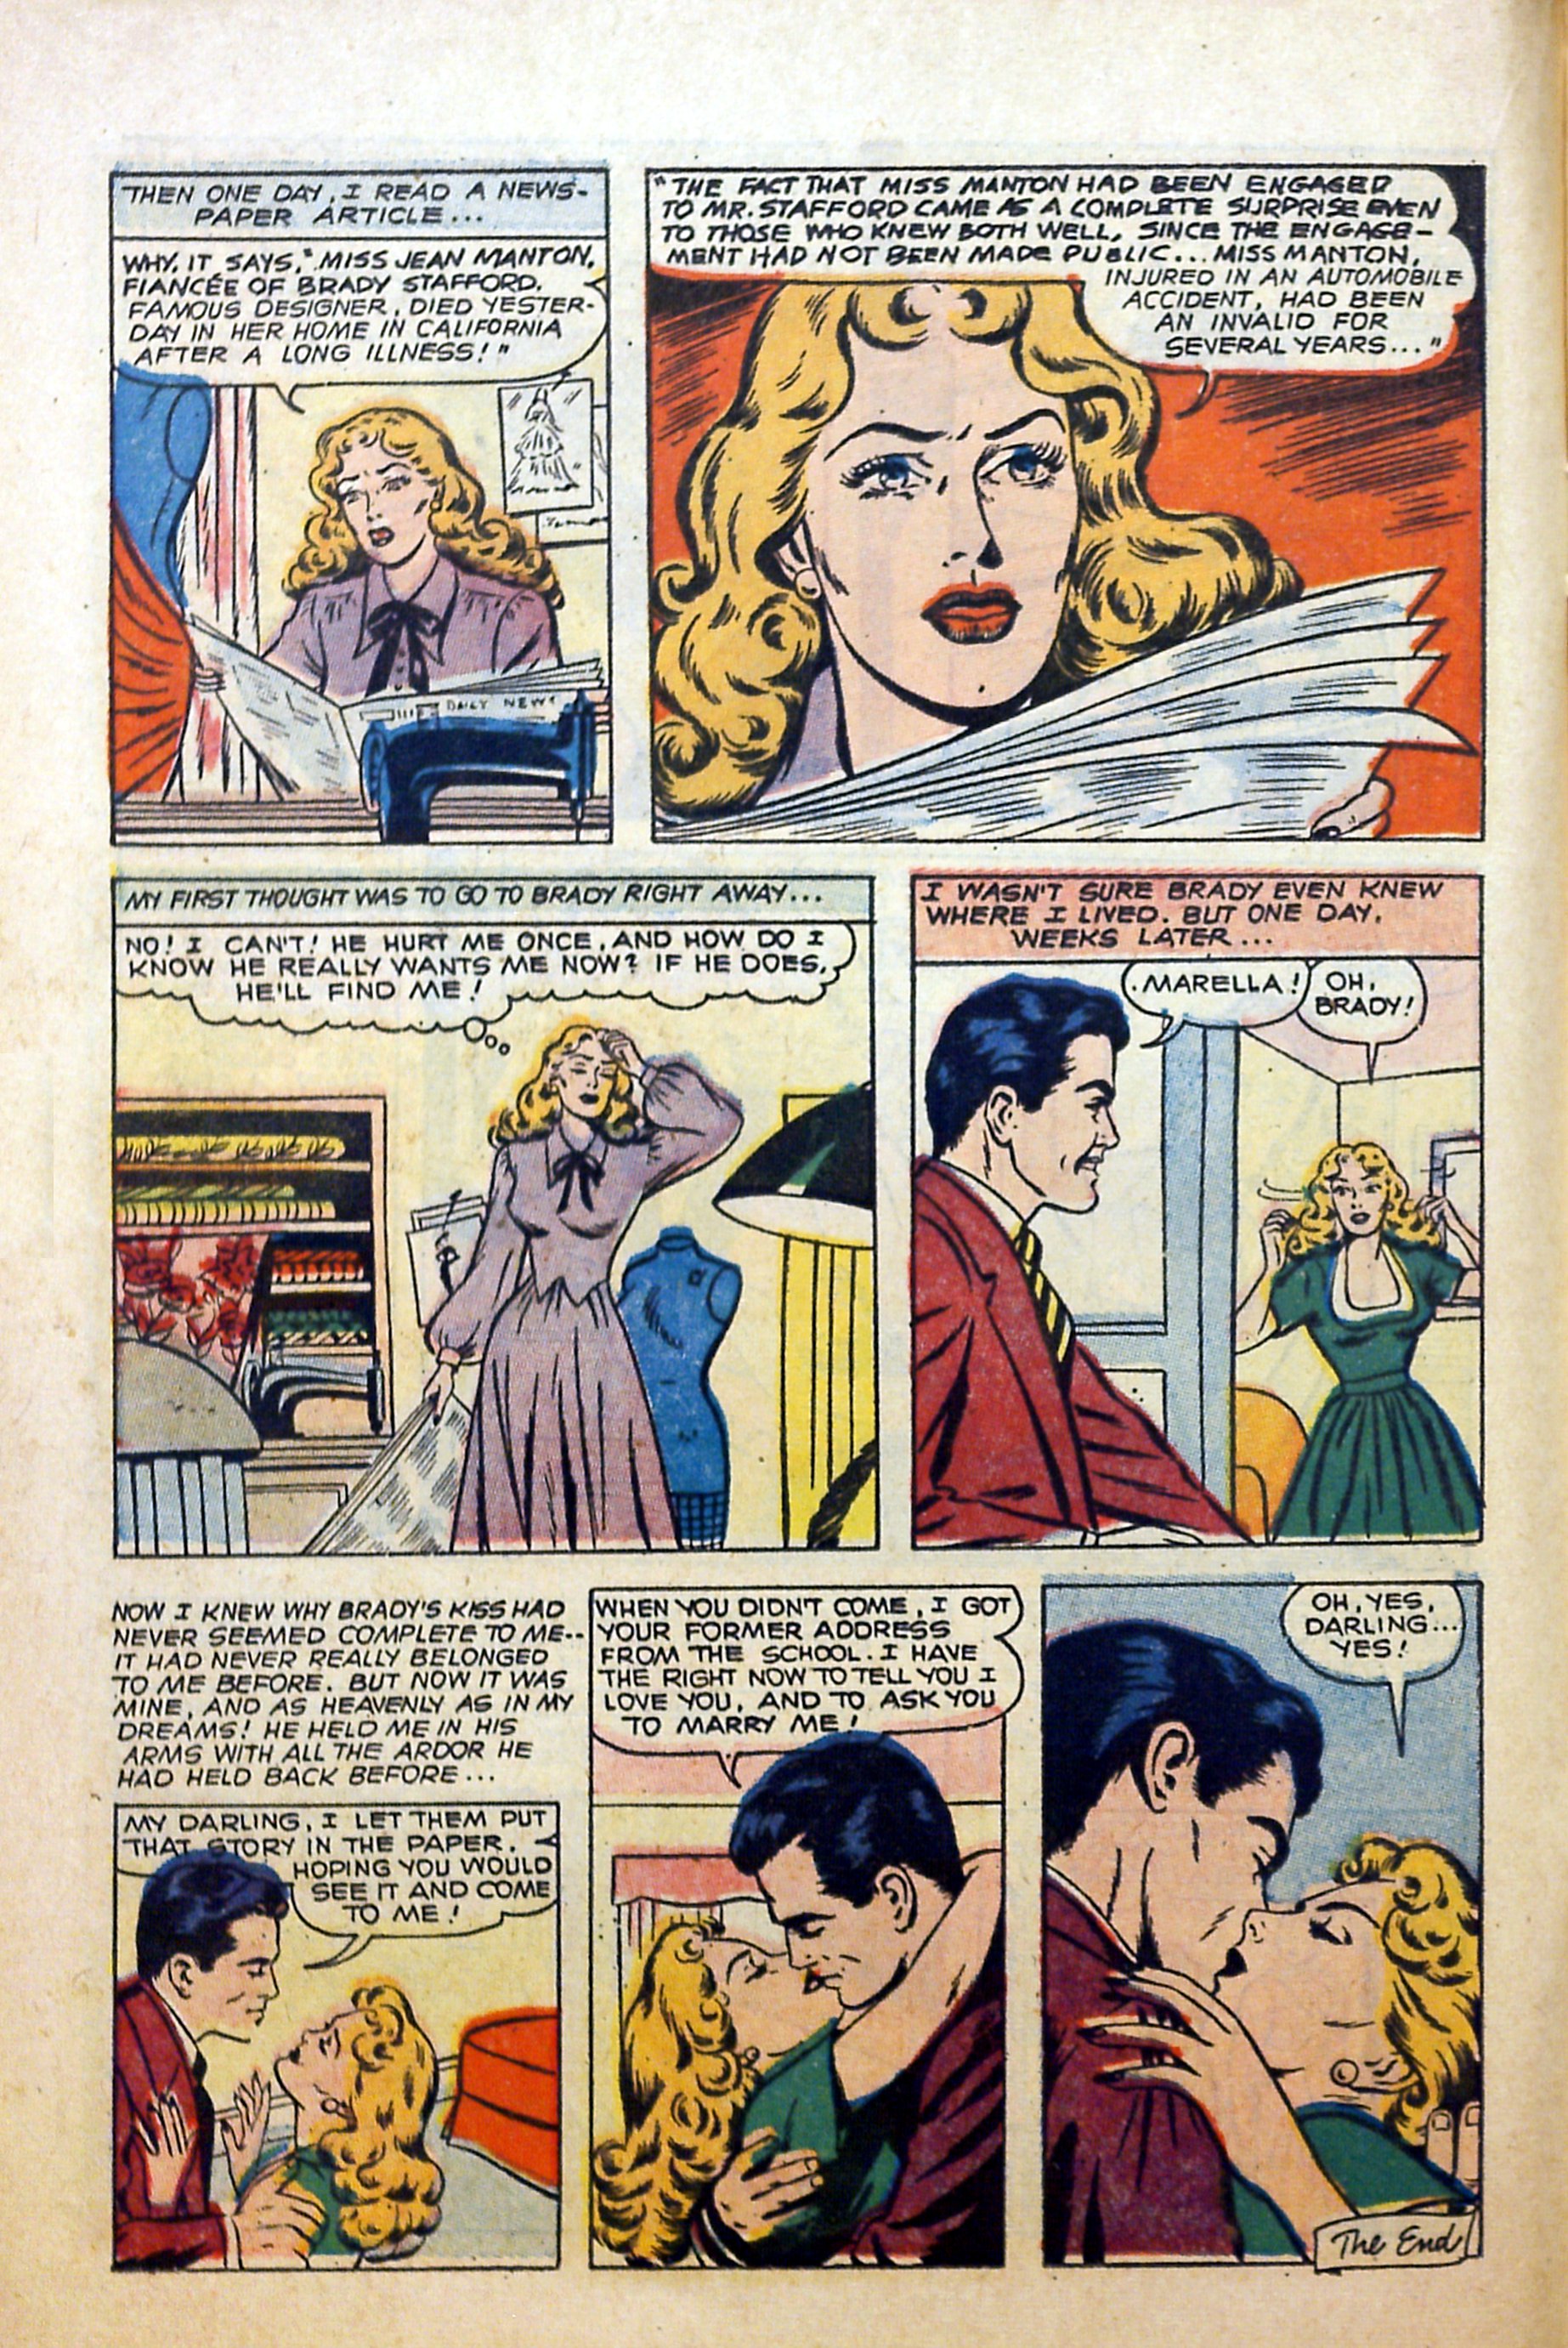 THEN ONE DAY, I READ A NEWS-
PAPER ARTICLE...
WHY, IT SAYS, "MISS JEAN MANTON,
FIANCÉE OF BRADY STAFFORD,
FAMOUS DESIGNER, DIED YESTER-
DAY IN HER HOME IN CALIFORNIA
AFTER A LONG ILLNESS!"
DAILY NEWS
"THE FACT THAT MISS MANTON HAD BEEN ENGAGED
TO MR. STAFFORD CAME AS A COMPLETE SURPRISE EVEN
TO THOSE WHO KNEW BOTH WELL, SINCE THE ENGAGE-
MENT HAD NOT BEEN MADE PUBLIC... MISS MANTON,
INJURED IN AN AUTOMOBILE
ACCIDENT, HAD BEEN
AN INVALID FOR
SEVERAL YEARS..."
MY FIRST THOUGHT WAS TO GO TO BRADY RIGHT AWAY...
NO! I CAN'T! HE HURT ME ONCE, AND HOW DO I
KNOW HE REALLY WANTS ME NOW? IF HE DOES,
HE'LL FIND ME!
I WASN'T SURE BRADY EVEN KNEW
WHERE I LIVED. BUT ONE DAY,
WEEKS LATER...
MARELLA!
OH,
BRADY!
NOW I KNEW WHY BRADY'S KISS HAD
NEVER SEEMED COMPLETE TO ME--
IT HAD NEVER REALLY BELONGED
TO ME BEFORE. BUT NOW IT WAS
MINE, AND AS HEAVENLY AS IN MY
DREAMS! HE HELD ME IN HIS
ARMS WITH ALL THE ARDOR HE
HAD HELD BACK BEFORE...
MY DARLING, I LET THEM PUT
THAT STORY IN THE PAPER,
HOPING YOU WOULD
SEE IT AND COME
TO ME!
WHEN YOU DIDN'T COME, I GOT
YOUR FORMER ADDRESS
FROM THE SCHOOL. I HAVE
THE RIGHT NOW TO TELL YOU I
LOVE YOU, AND TO ASK YOU
TO MARRY ME!
OH, YES,
DARLING...
YES!
The End